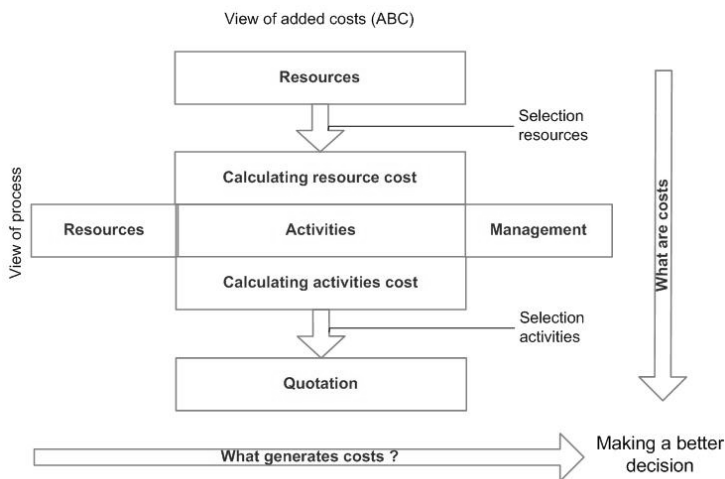 View of added costs (ABC)
Resources
Selection
resources
Calculating resource cost
View of process
Resources
Activities
Management
What are costs
Calculating activities cost
Selection
activities
Quotation
What generates costs ?
Making a better
decision